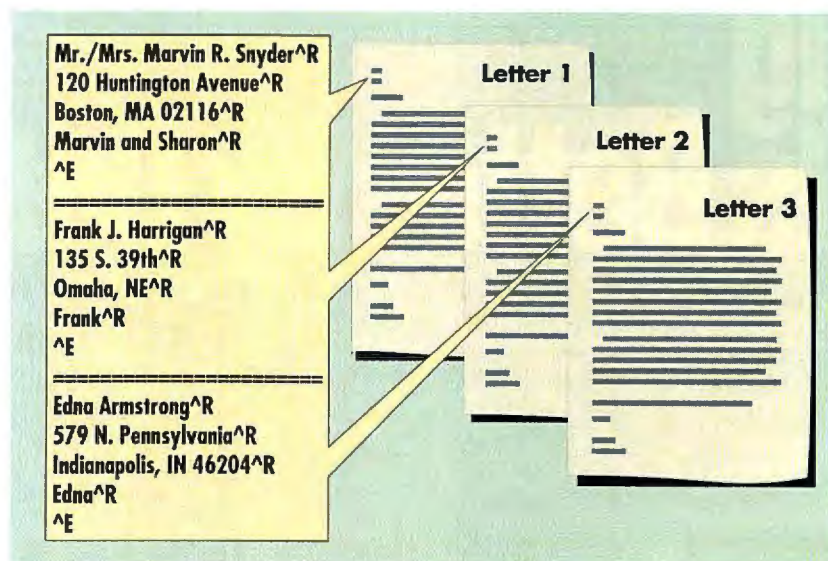 Mr./Mrs. Marvin R. Snyder^R
120 Huntington Avenue^R
Boston, MA 02116^R
Marvin and Sharon^R
^E
==========================
Frank J. Harrigan^R
135 S. 39th^R
Omaha, NE^R
Frank^R
^E
==========================
Edna Armstrong^R
579 N. Pennsylvania^R
Indianapolis, IN 46204^R
Edna^R
^E
Letter 1
Letter 2
Letter 3